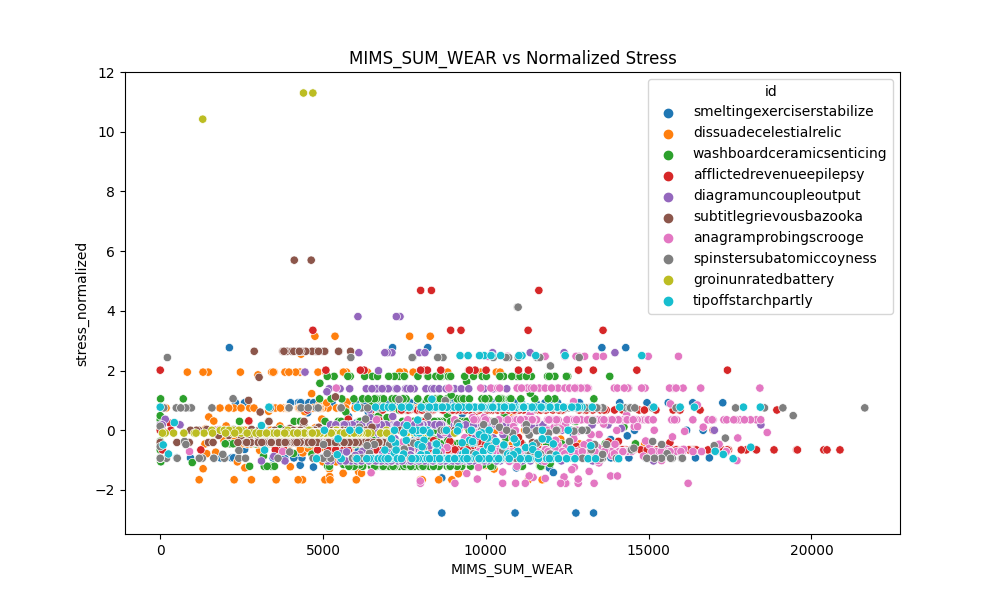 MIMS_SUM_WEAR vs Normalized Stress
12
10
8
6
4
2
0
−2
stress_normalized
id
smeltingexerciserstabilize
dissuadecelestialrelic
washboardceramicsenticing
afflictedrevenueepilepsy
diagramuncoupleoutput
subtitlegrievousbazooka
anagramprobingscrooge
spinstersubatomiccoyness
groinunratedbattery
tipoffstarchpartly
0 5000 10000 15000 20000
MIMS_SUM_WEAR